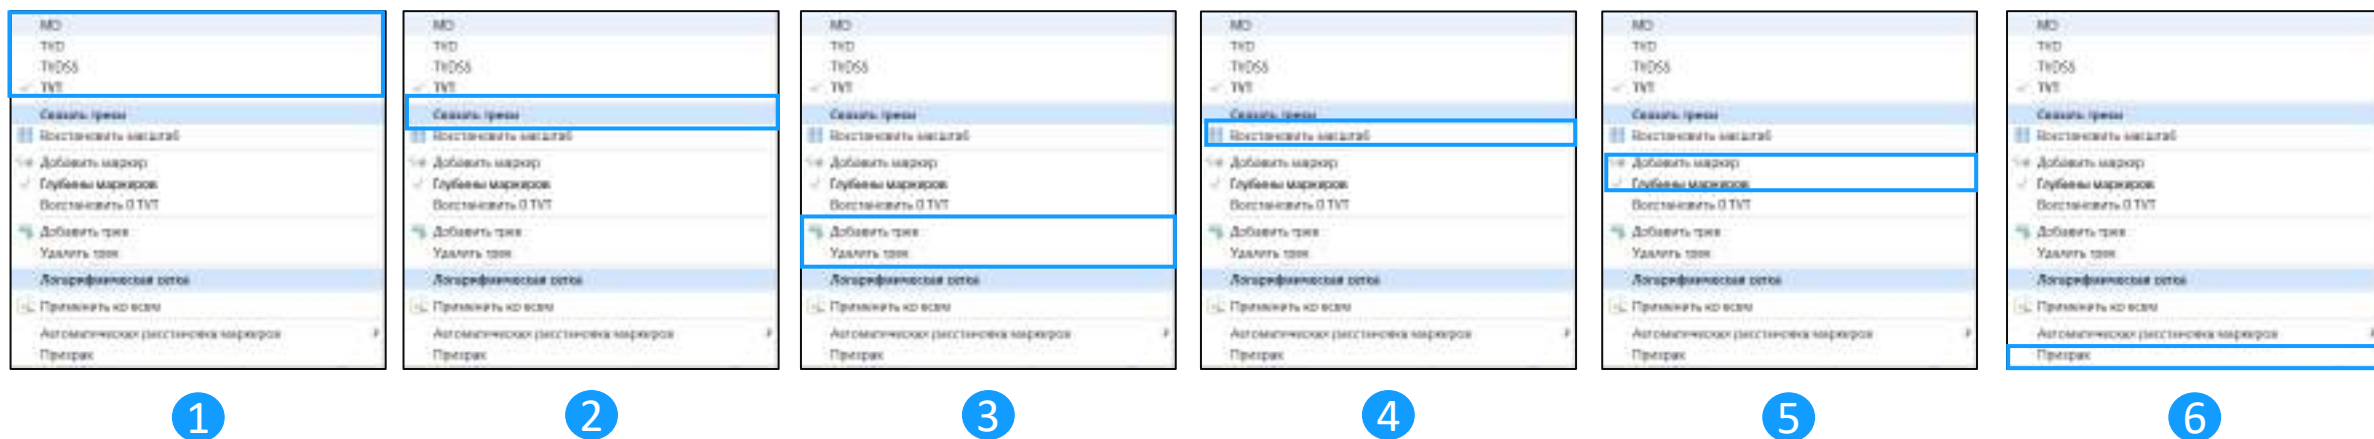 MD
TVD
TVDSS
TVT
Связать треки
Восстановить масштаб
Добавить маркер
Глубины маркеров
Восстановить 0 TVT
Добавить трек
Удалить трек
Логарифмическая сетка
Применить ко всем
Автоматическая расстановка маркеров
Призрак
1
MD
TVD
TVDSS
TVT
Связать треки
Восстановить масштаб
Добавить маркер
Глубины маркеров
Восстановить 0 TVT
Добавить трек
Удалить трек
Логарифмическая сетка
Применить ко всем
Автоматическая расстановка маркеров
Призрак
2
MD
TVD
TVDSS
TVT
Связать треки
Восстановить масштаб
Добавить маркер
Глубины маркеров
Восстановить 0 TVT
Добавить трек
Удалить трек
Логарифмическая сетка
Применить ко всем
Автоматическая расстановка маркеров
Призрак
3
MD
TVD
TVDSS
TVT
Связать треки
Восстановить масштаб
Добавить маркер
Глубины маркеров
Восстановить 0 TVT
Добавить трек
Удалить трек
Логарифмическая сетка
Применить ко всем
Автоматическая расстановка маркеров
Призрак
4
MD
TVD
TVDSS
TVT
Связать треки
Восстановить масштаб
Добавить маркер
Глубины маркеров
Восстановить 0 TVT
Добавить трек
Удалить трек
Логарифмическая сетка
Применить ко всем
Автоматическая расстановка маркеров
Призрак
5
MD
TVD
TVDSS
TVT
Связать треки
Восстановить масштаб
Добавить маркер
Глубины маркеров
Восстановить 0 TVT
Добавить трек
Удалить трек
Логарифмическая сетка
Применить ко всем
Автоматическая расстановка маркеров
Призрак
6